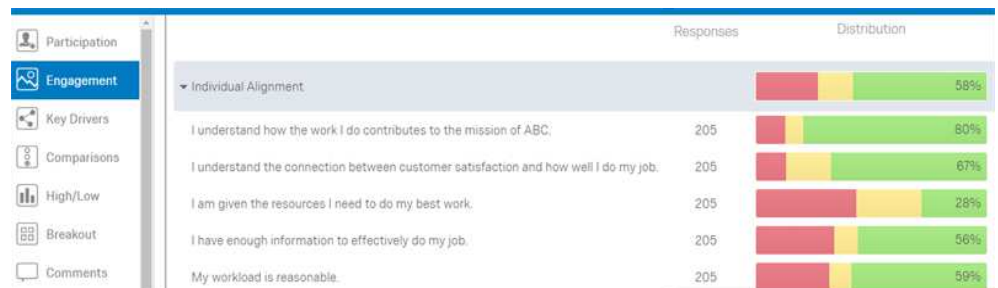 Responses Distribution
Participation
Engagement
Key Drivers
Comparisons
High/Low
Breakout
Comments
Individual Alignment 58%
I understand how the work I do contributes to the mission of ABC. 205 80%
I understand the connection between customer satisfaction and how well I do my job. 205 67%
I am given the resources I need to do my best work. 205 28%
I have enough information to effectively do my job. 205 56%
My workload is reasonable. 205 59%